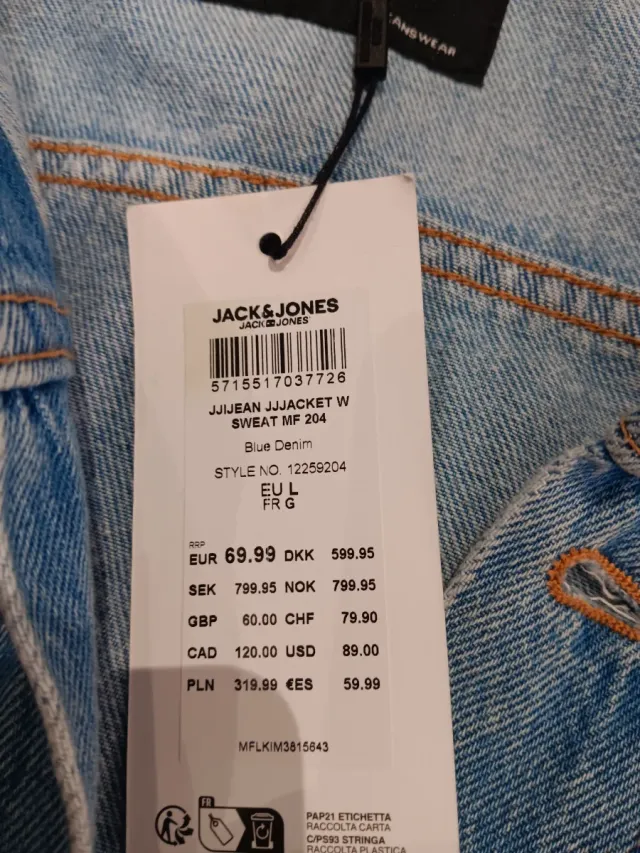 ANSWEAR
JACK&JONES
JACK JONES
5715517037726
JJIJEAN JJJACKET W
SWEAT MF 204
Blue Denim
STYLE NO. 12259204
EU L
FR G
RRP
EUR 69.99 DKK 599.95
SEK 799.95 NOK 799.95
GBP 60.00 CHF 79.90
CAD 120.00 USD 89.00
PLN 319.99 €ES 59.99
MFLKIM3815643
FR
PAP21 ETICHETTA
RACCOLTA CARTA
C/PS93 STRINGA
RACCOLTA PLASTICA